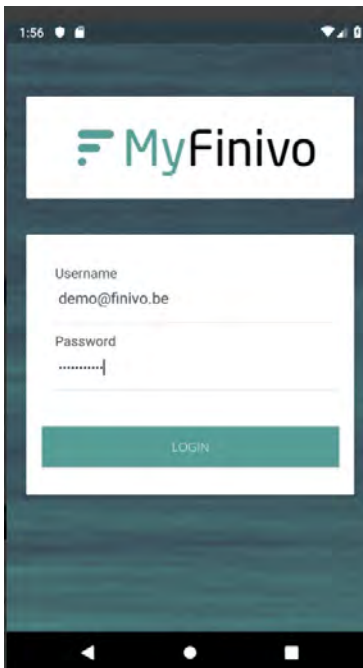 1:56
MyFinivo
Username
demo@finivo.be
Password
...........
LOGIN